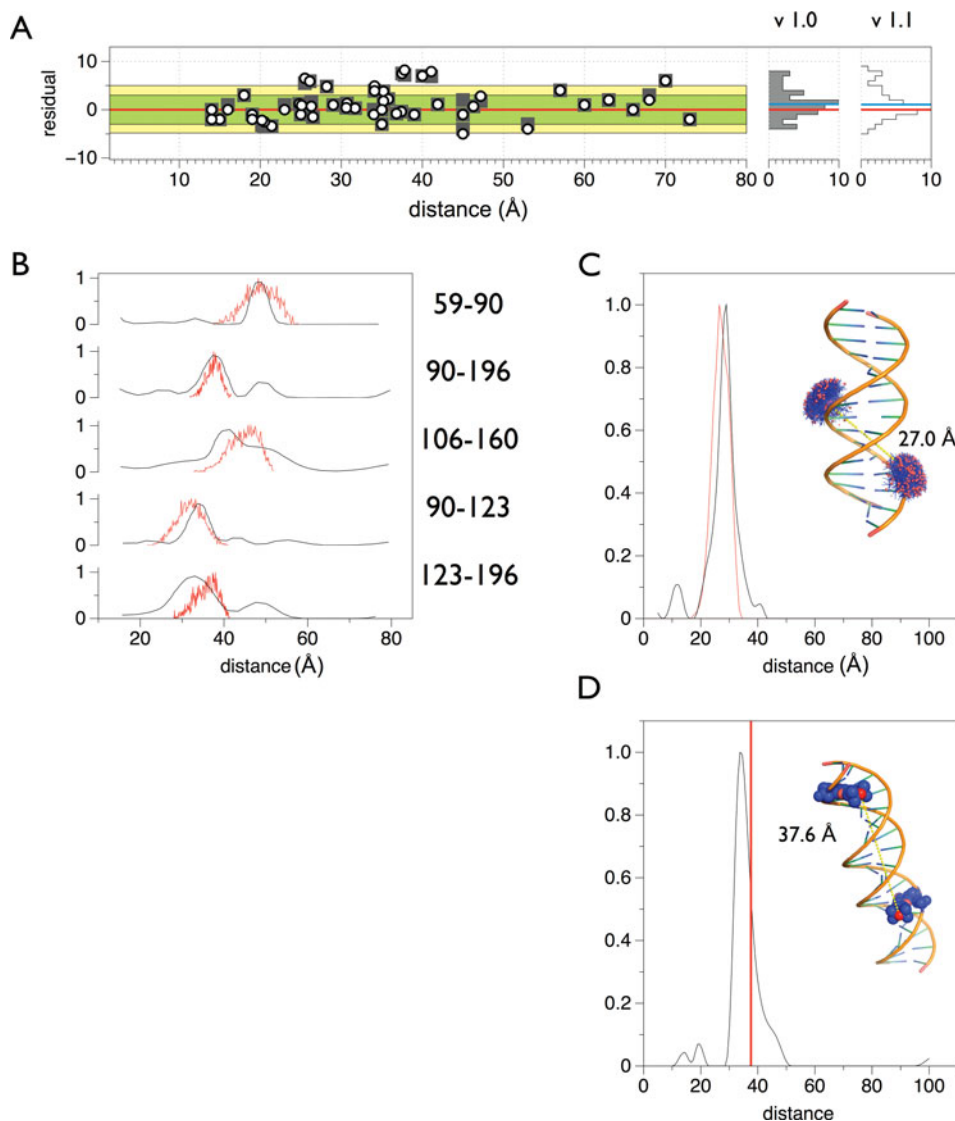 A
v 1.0 v 1.1
residual
10
0
−10
10 20 30 40 50 60 70 80
0 10 0 10
distance (Å)
B
1
0
59-90
1
0
90-196
1
0
106-160
1
0
90-123
1
0
123-196
20 40 60 80
distance (Å)
C
1.0
0.8
0.6
0.4
0.2
0
27.0 Å
0 20 40 60 80 100
distance (Å)
D
1.0
0.8
0.6
0.4
0.2
0
37.6 Å
0 20 40 60 80 100
distance